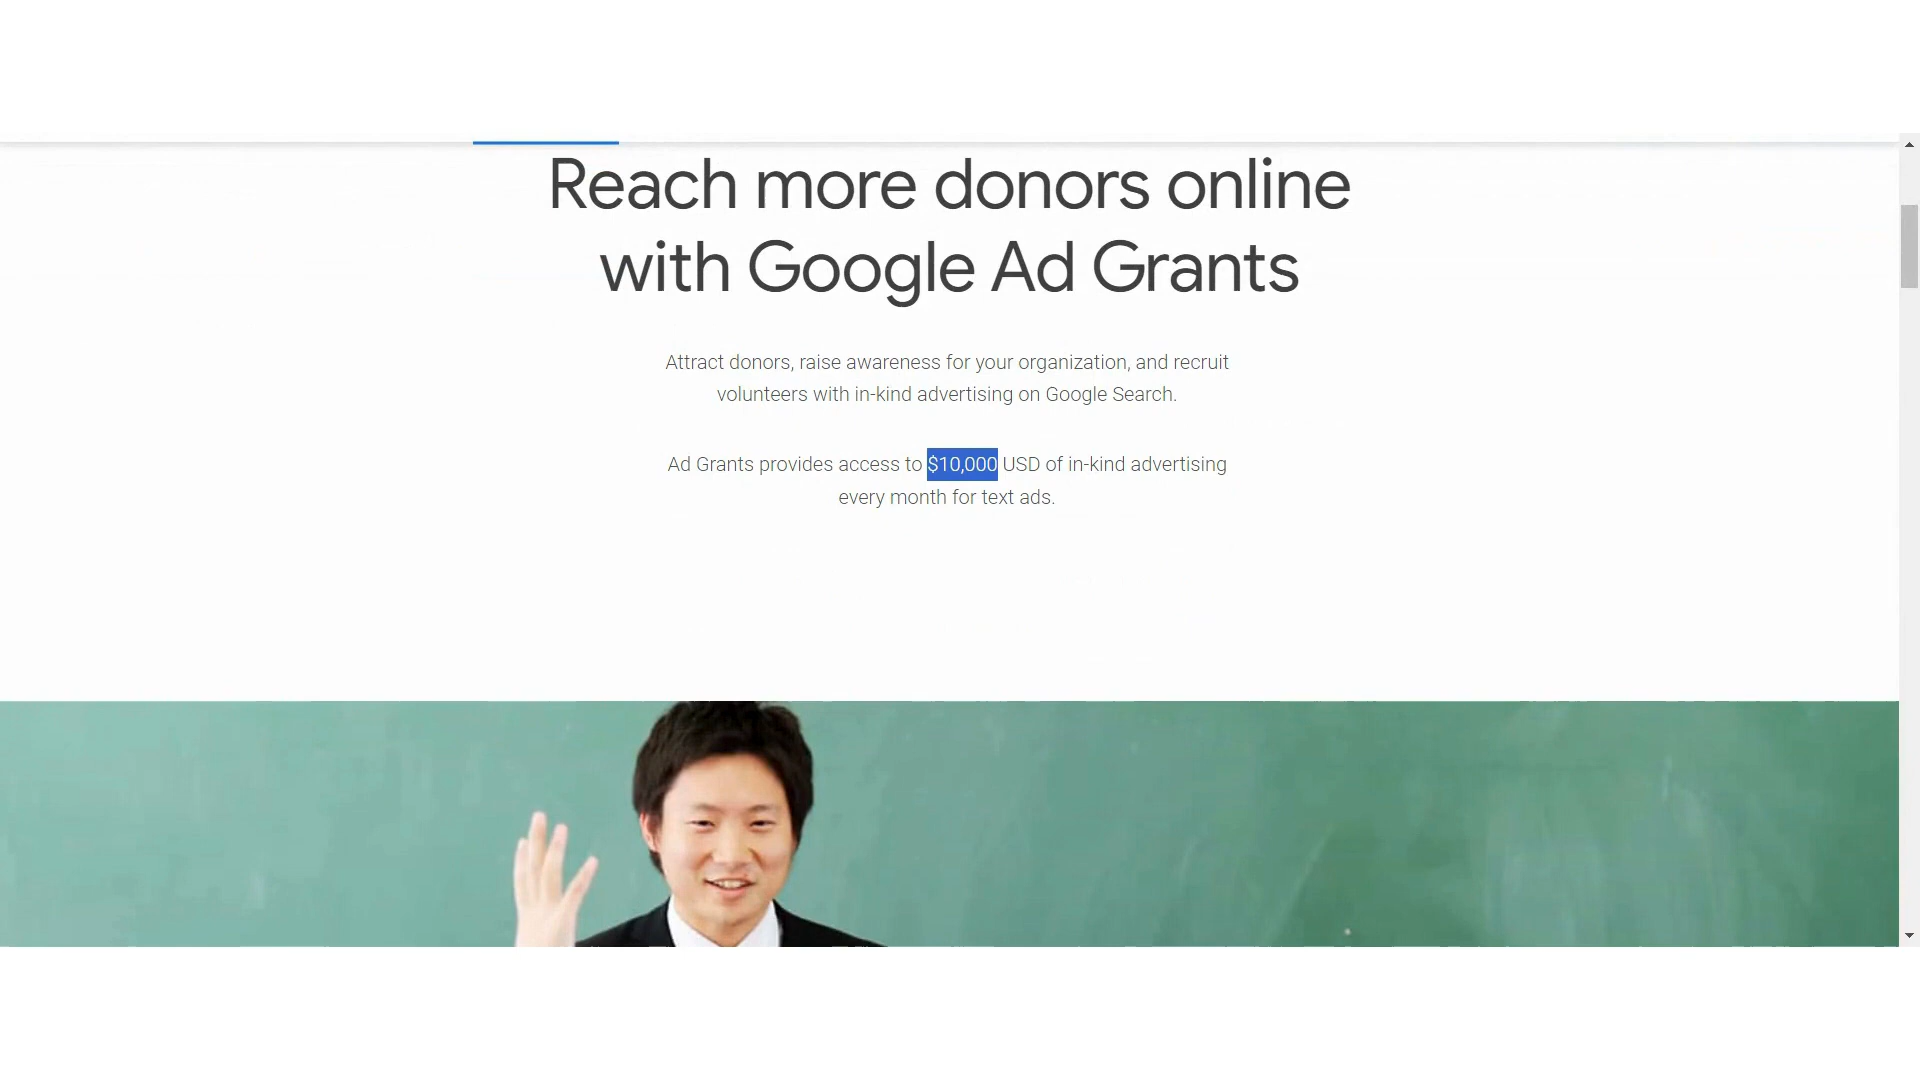 Reach more donors online
with Google Ad Grants
Attract donors, raise awareness for your organization, and recruit
volunteers with in-kind advertising on Google Search.
Ad Grants provides access to $10,000 USD of in-kind advertising
every month for text ads.